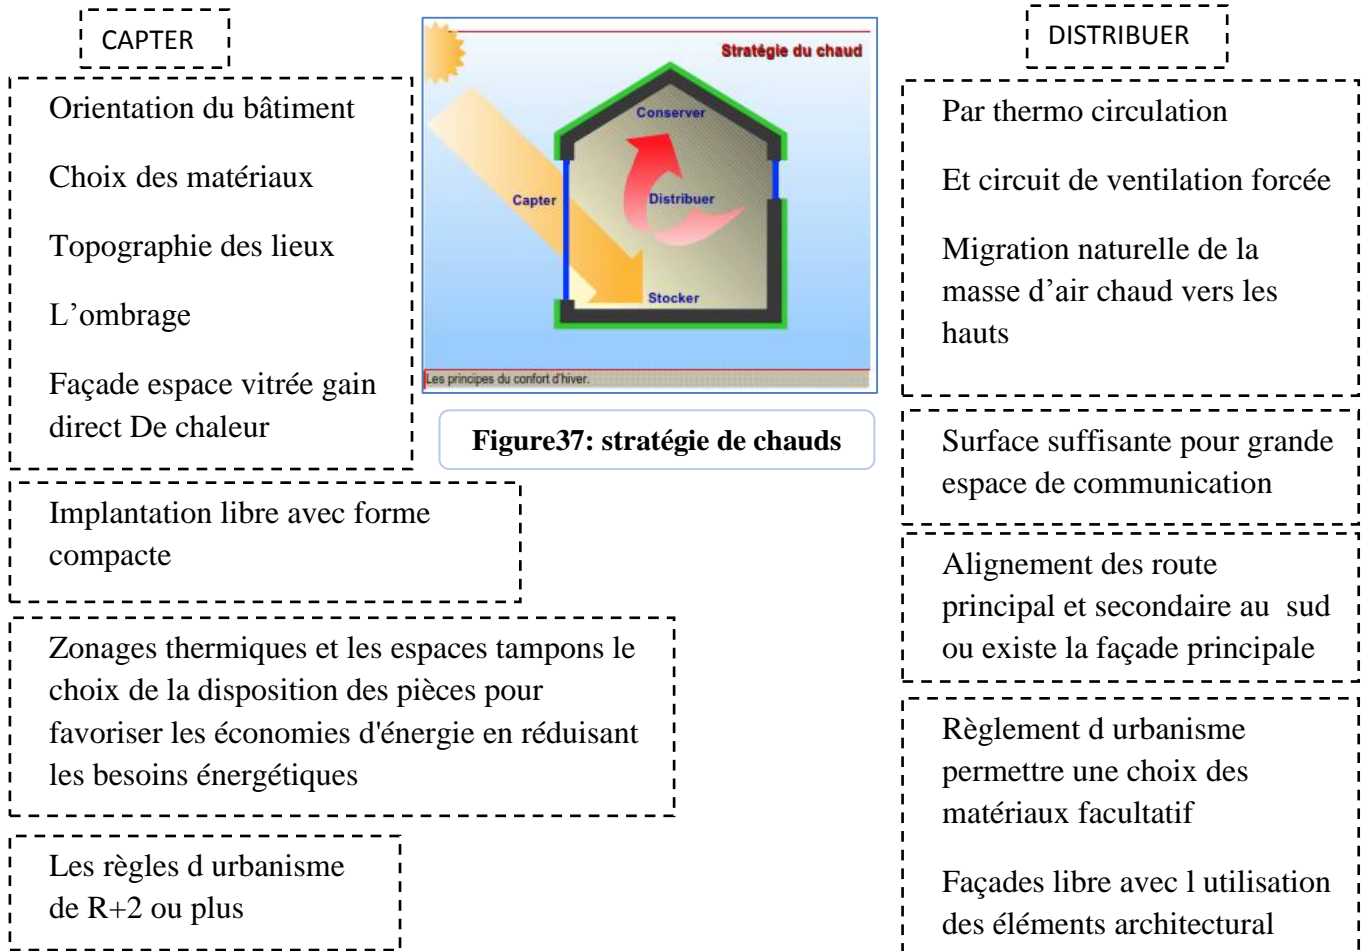 CAPTER
Orientation du bâtiment
Choix des matériaux
Topographie des lieux
L’ombrage
Façade espace vitrée gain
direct De chaleur
Implantation libre avec forme
compacte
Zonages thermiques et les espaces tampons le
choix de la disposition des pièces pour
favoriser les économies d'énergie en réduisant
les besoins énergétiques
Les règles d urbanisme
de R+2 ou plus
Stratégie du chaud
Conserver
Capter
Distribuer
Stocker
Les principes du confort d'hiver.
Figure37: stratégie de chauds
DISTRIBUER
Par thermo circulation
Et circuit de ventilation forcée
Migration naturelle de la
masse d’air chaud vers les
hauts
Surface suffisante pour grande
espace de communication
Alignement des route
principal et secondaire au sud
ou existe la façade principale
Règlement d urbanisme
permettre une choix des
matériaux facultatif
Façades libre avec l utilisation
des éléments architectural